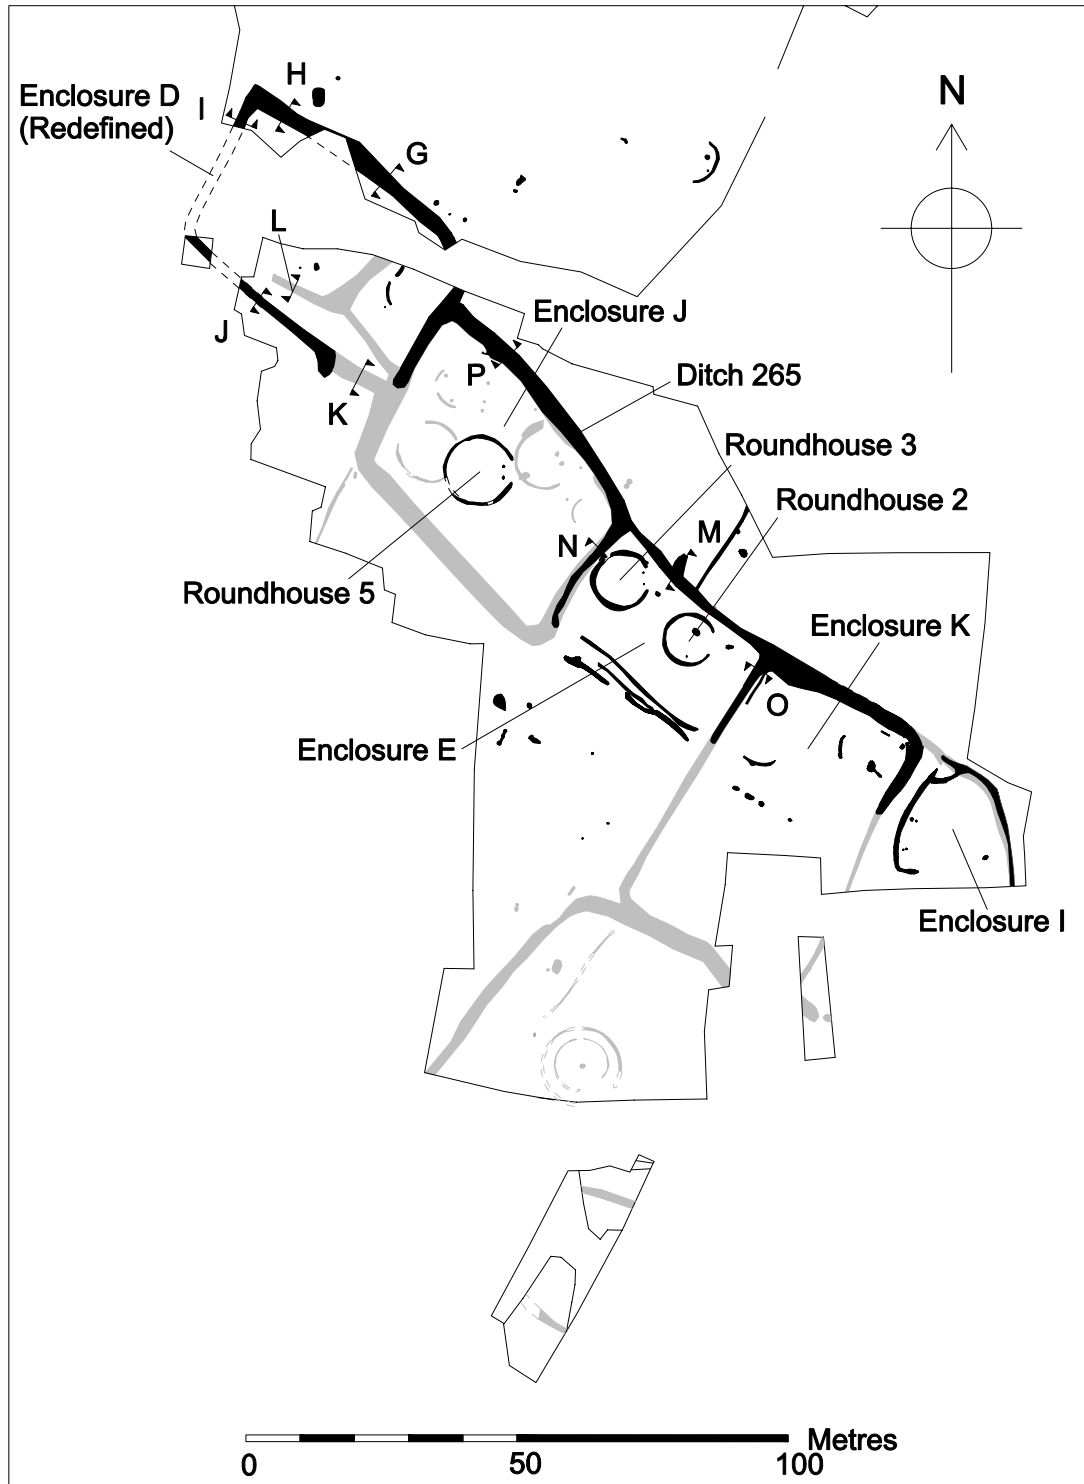 H
Enclosure D
(Redefined)
I
N
G
L
Enclosure J
J
P
Ditch 265
K
Roundhouse 3
Roundhouse 2
N
M
Roundhouse 5
Enclosure K
O
Enclosure E
Enclosure I
Metres
0 50 100